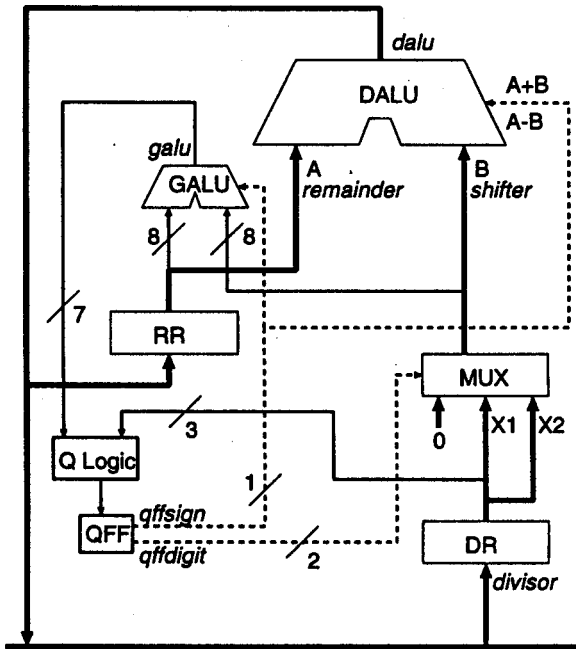 dalu
DALU
A+B
A-B
galu
GALU
A
remainder
B
shifter
8
8
7
RR
MUX
3
0
X1
X2
Q Logic
1
qffsign
QFF
qffdigit
2
DR
divisor